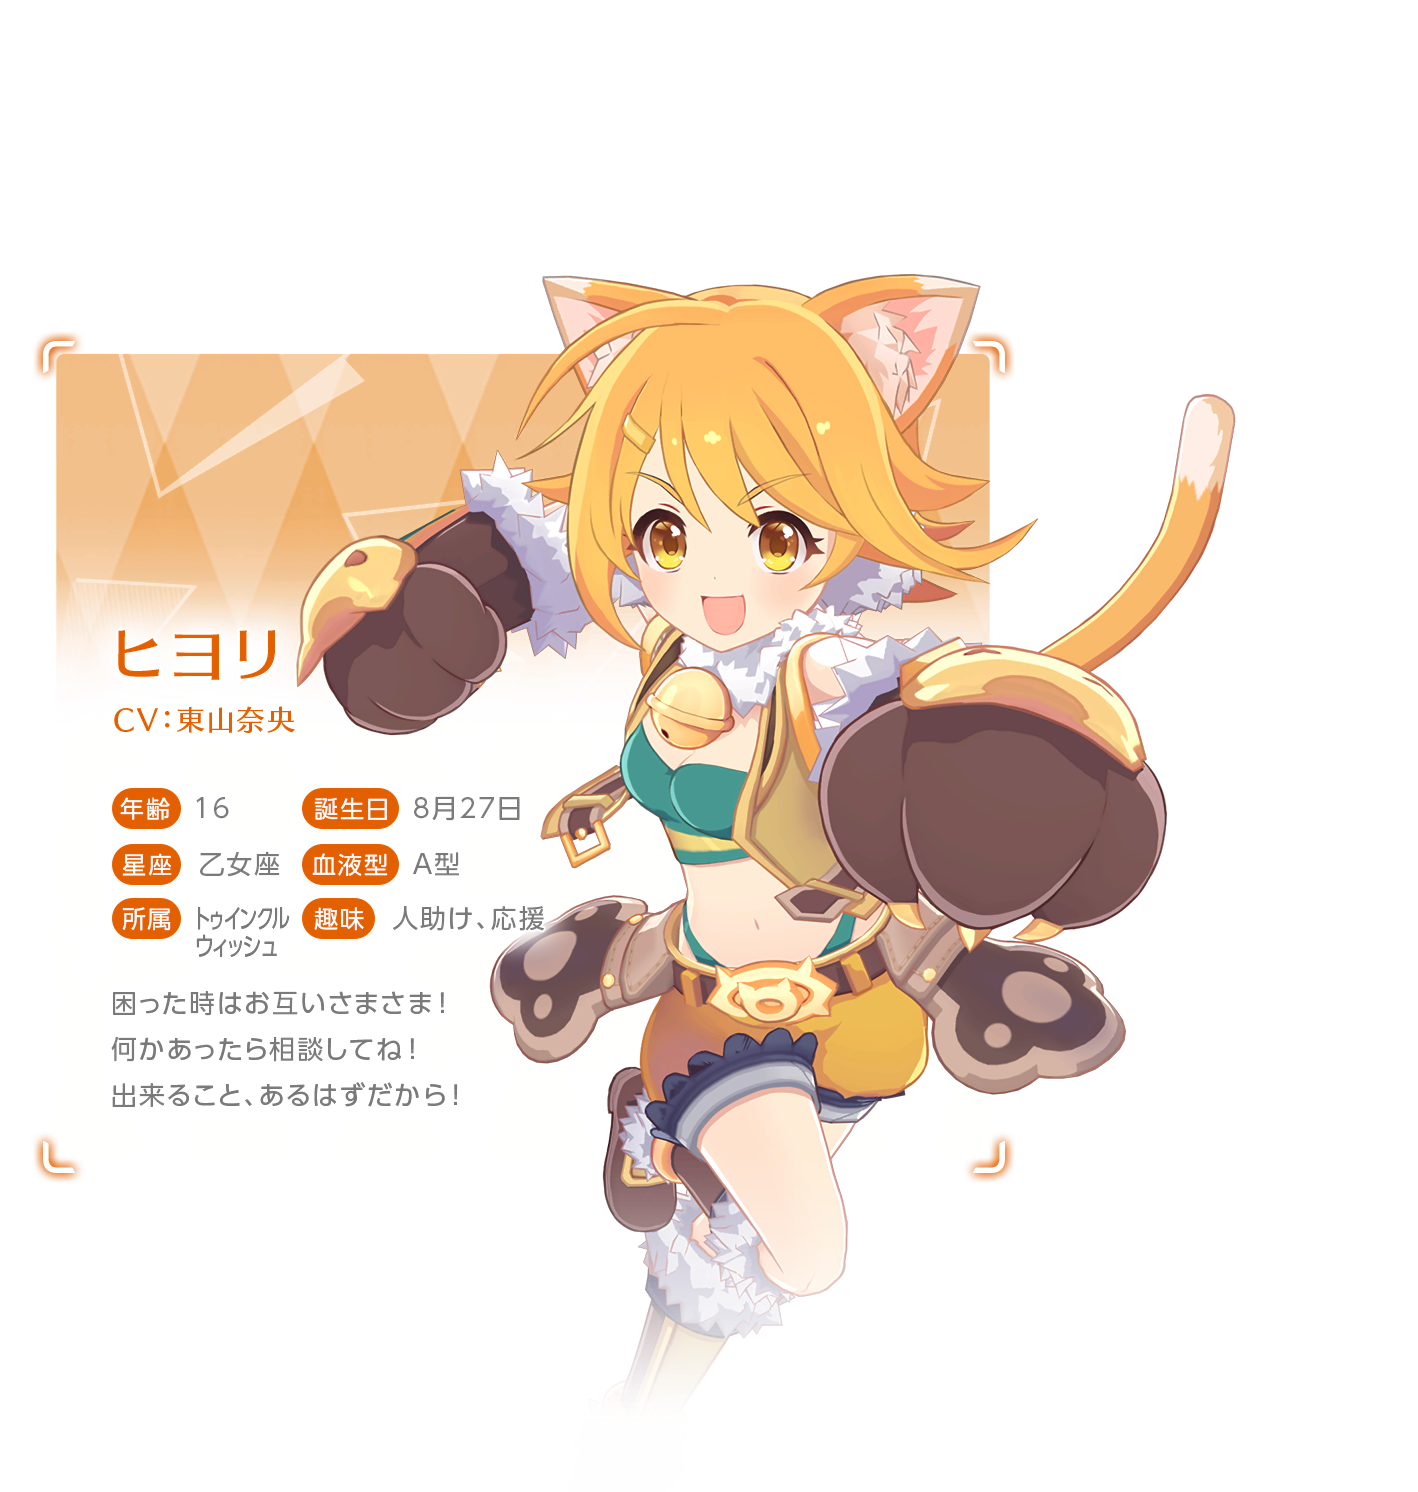 ヒヨリ
CV：東山奈央
年齢 16 誕生日 8月27日
星座 乙女座 血液型 A型
所属 トゥインクル 趣味 人助け、応援
ウィッシュ
困った時はお互いさまさま！
何かあったら相談してね！
出来ること、あるはずだから！